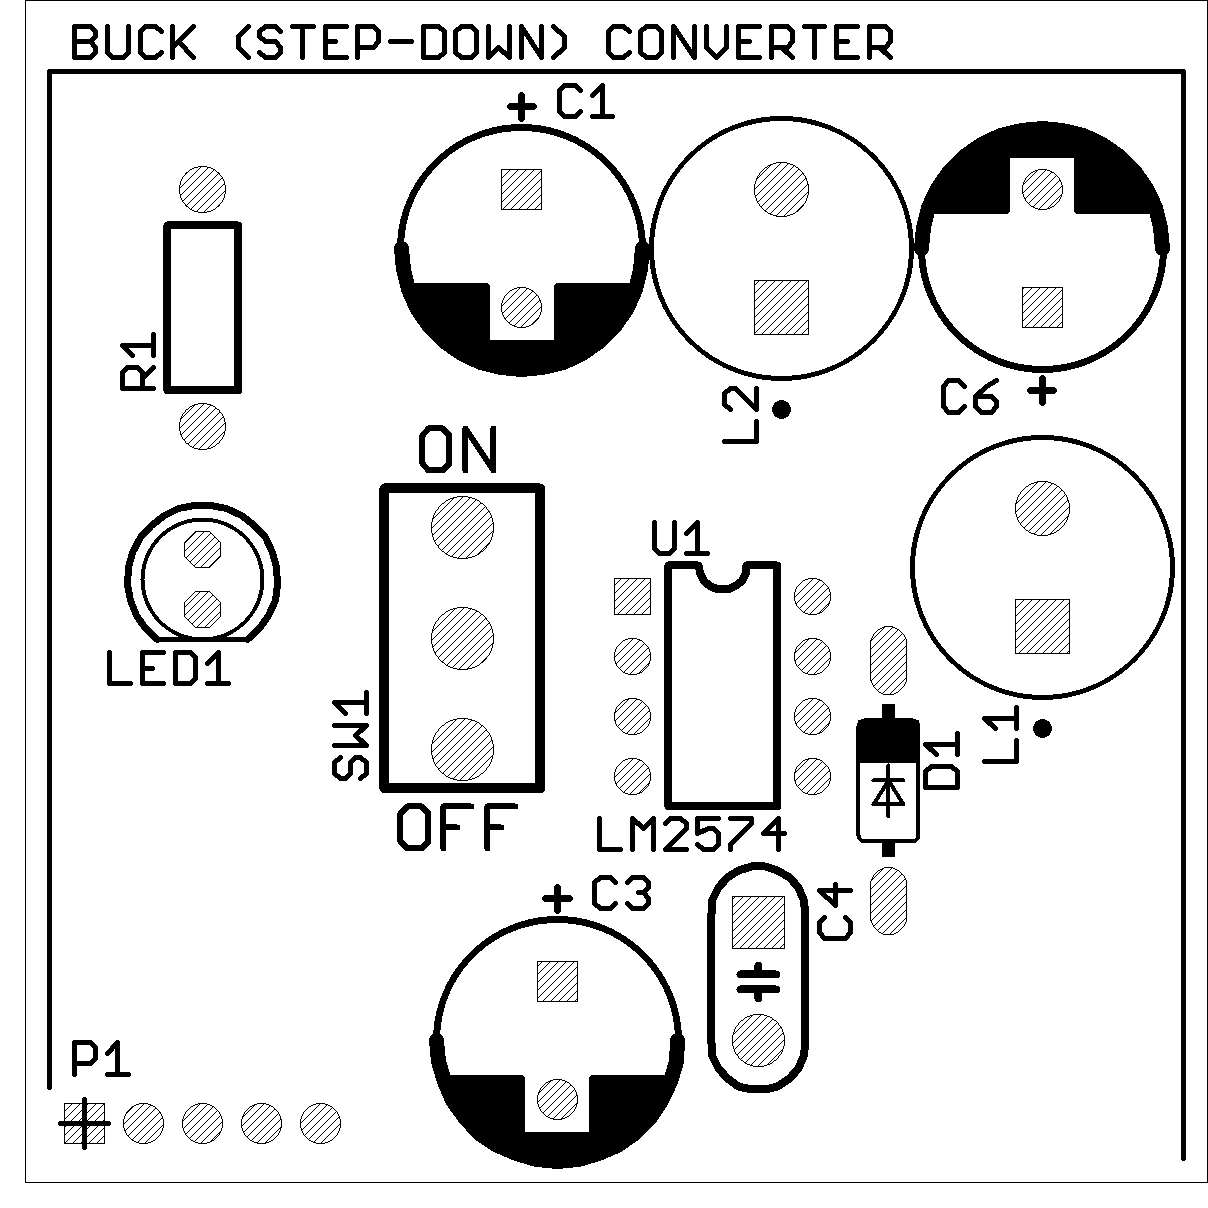 BUCK (STEP-DOWN) CONVERTER
+ C1
R1
L2
C6 +
ON
U1
LED1
SW1
L1
D1
OFF
LM2574
+ C3
C4
P1
+